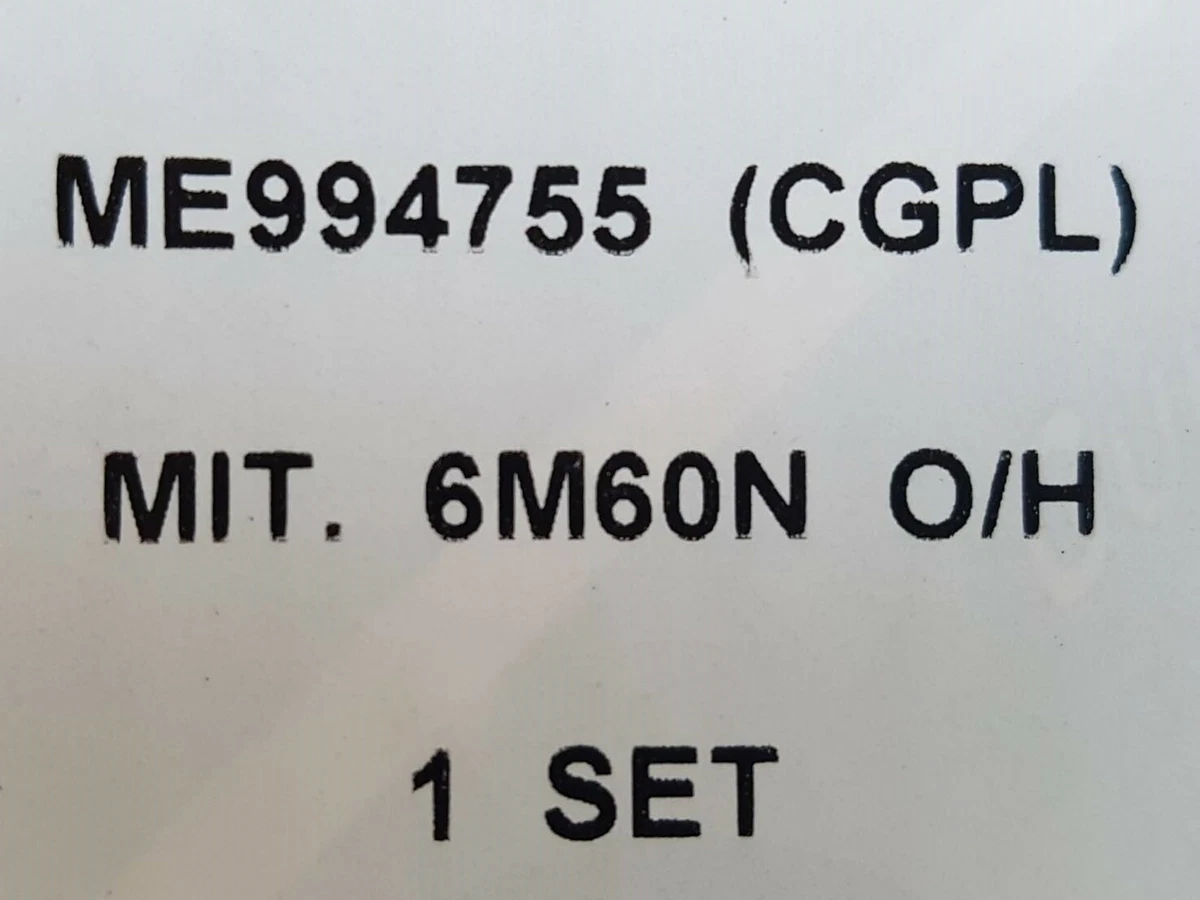 ME994755 (CGPL)
MIT. 6M60N O/H
1 SET